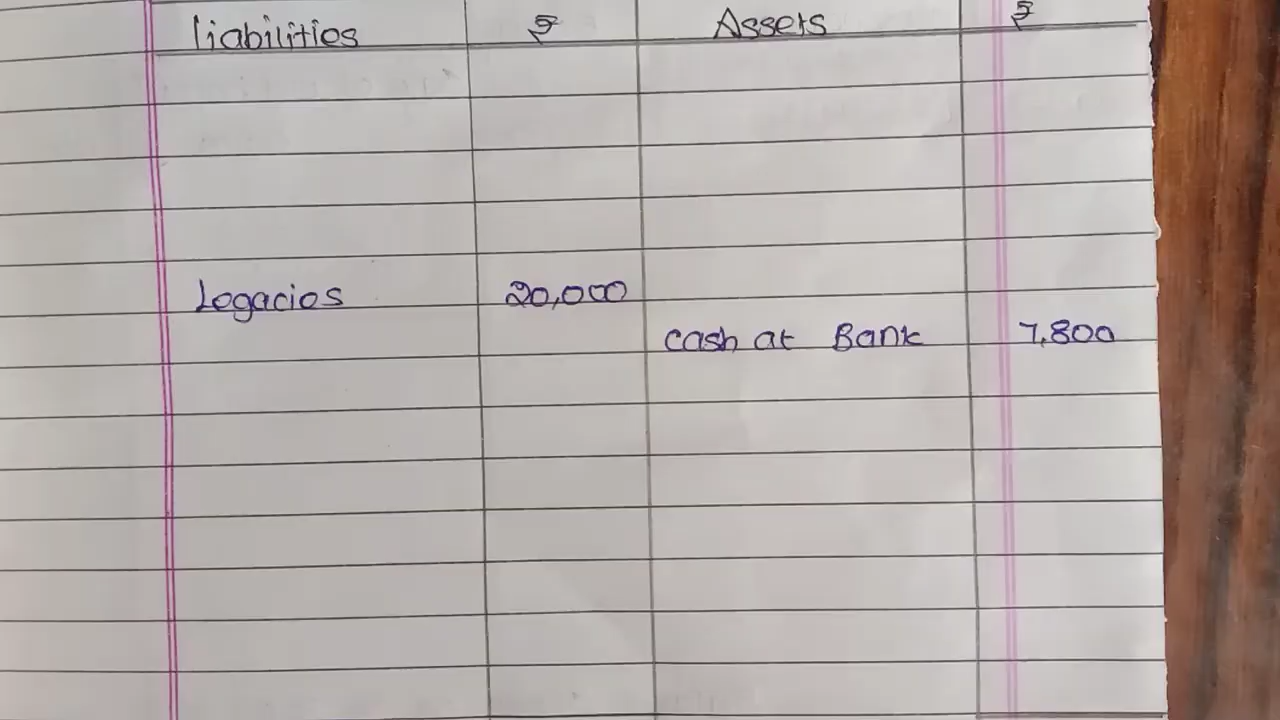 Liabilities ₹ Assets ₹
Legacies 20,000
Cash at Bank 7,800